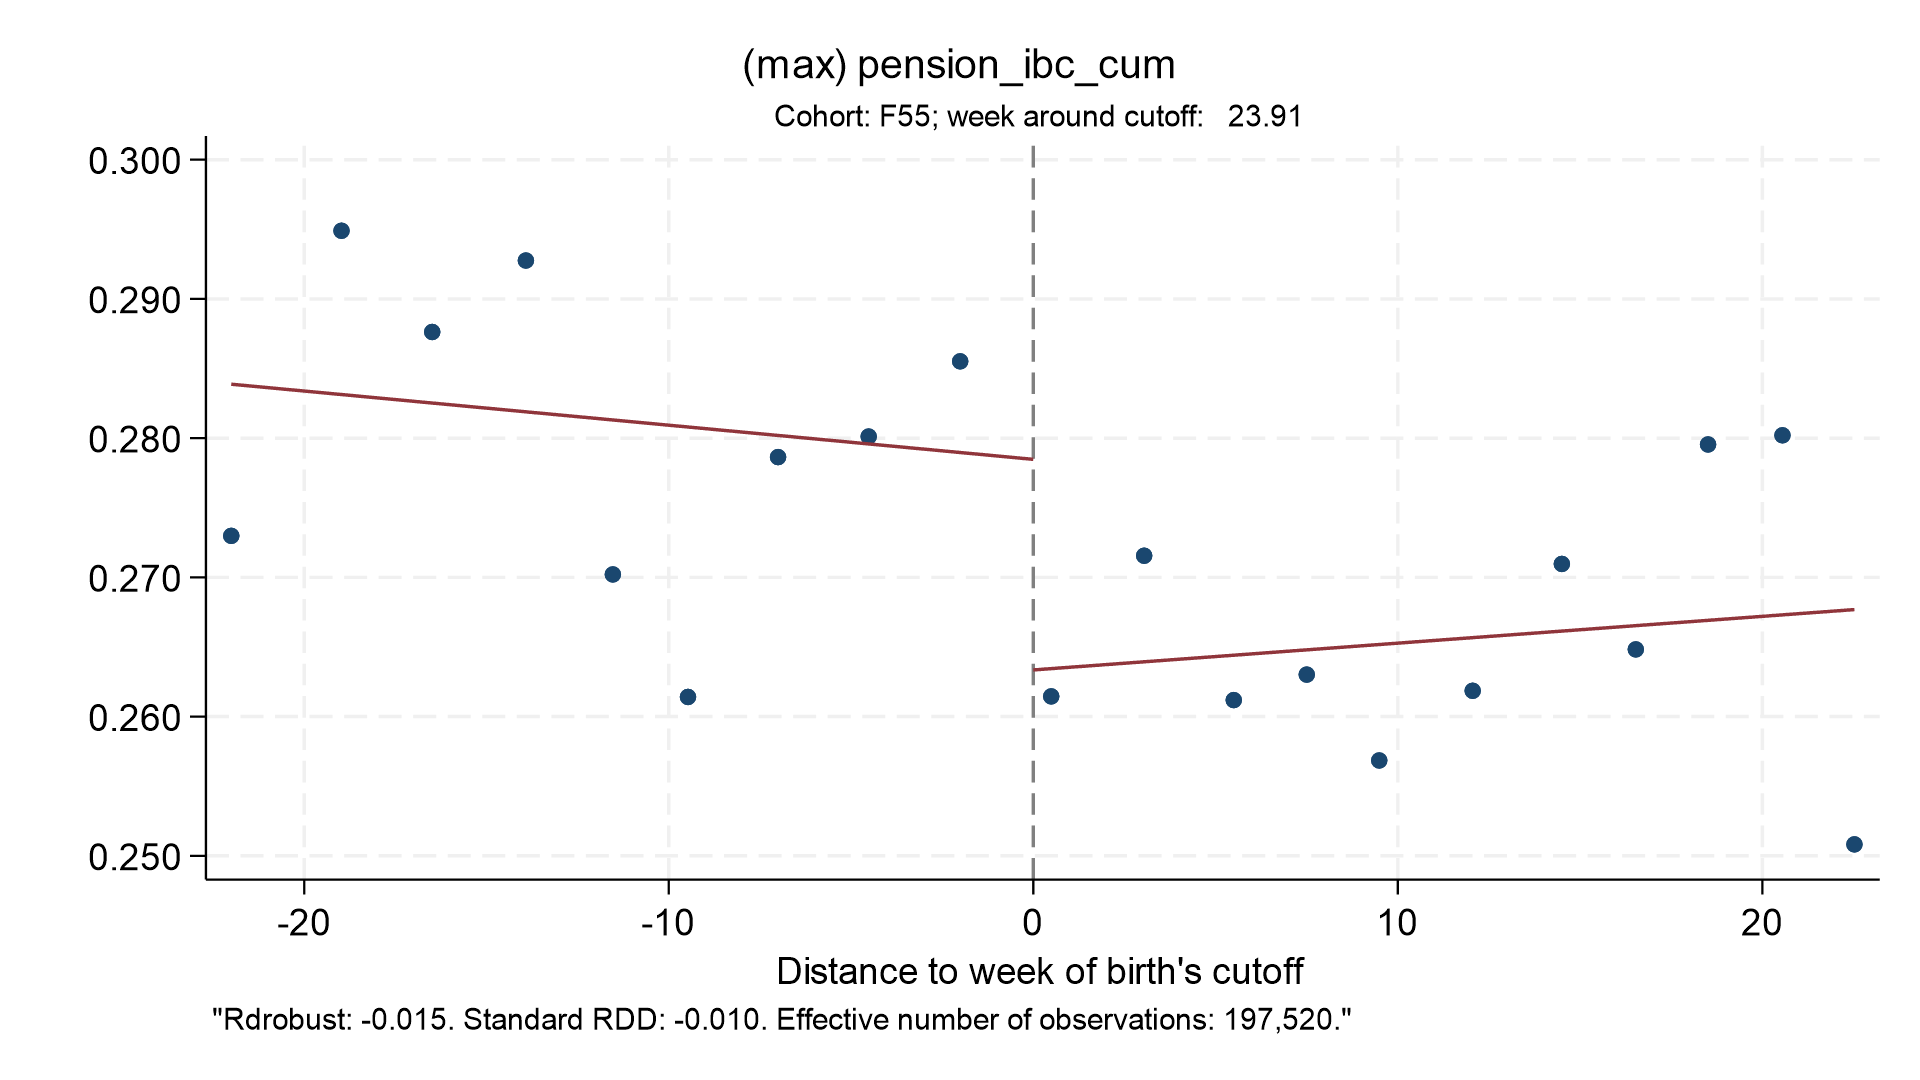 (max) pension_ibc_cum
Cohort: F55; week around cutoff: 23.91
0.300
0.290
0.280
0.270
0.260
0.250
-20 -10 0 10 20
Distance to week of birth's cutoff
"Rdrobust: -0.015. Standard RDD: -0.010. Effective number of observations: 197,520."